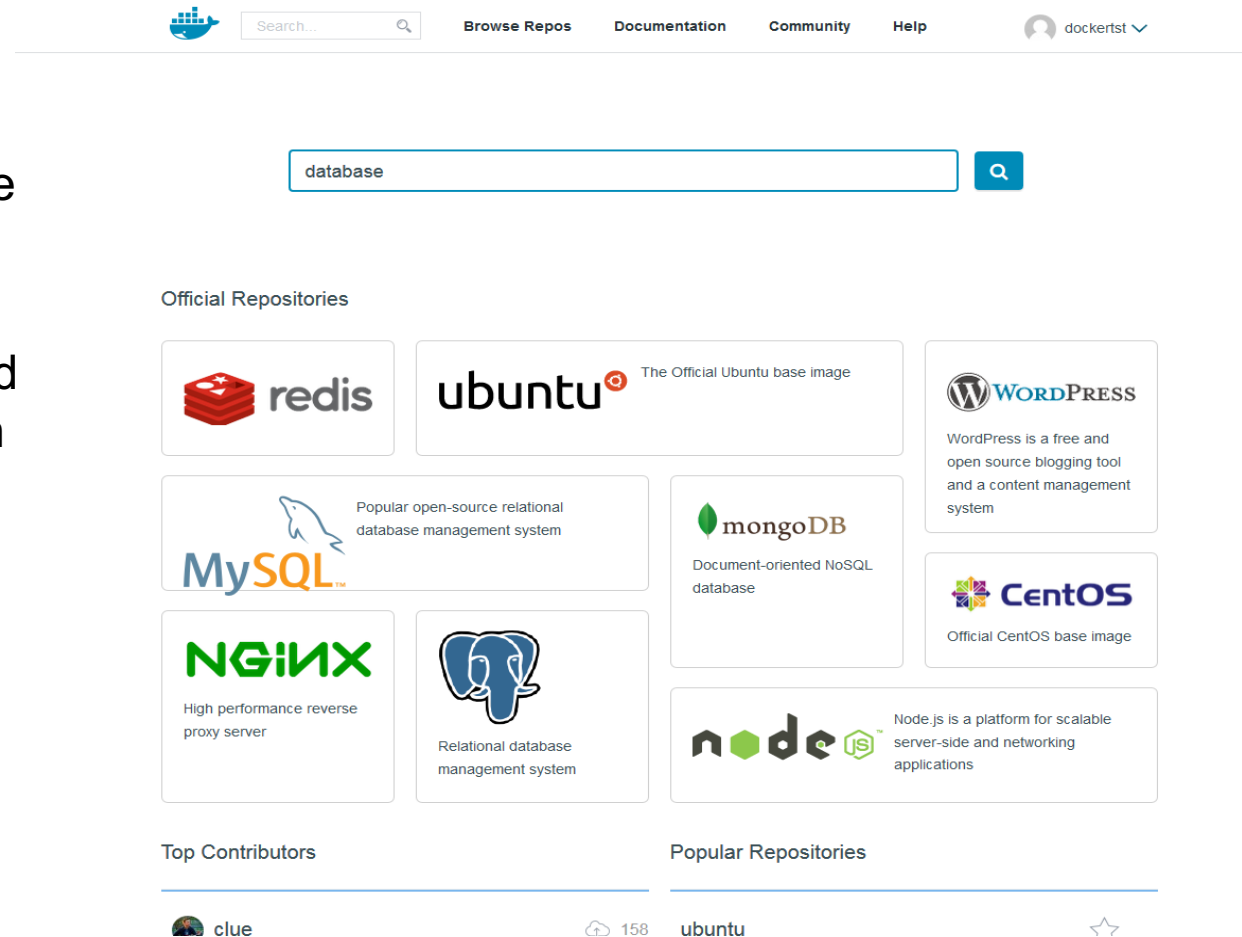 Search...
Browse Repos
Documentation
Community
Help
dockertst
e
database
Official Repositories
d
redis
ubuntu
The Official Ubuntu base image
WORDPRESS
WordPress is a free and
open source blogging tool
and a content management
system
MySQL™
Popular open-source relational
database management system
mongoDB
Document-oriented NoSQL
database
CentOS
Official CentOS base image
NGiNX
High performance reverse
proxy server
Relational database
management system
node JS™
Node.js is a platform for scalable
server-side and networking
applications
Top Contributors
Popular Repositories
clue
158
ubuntu